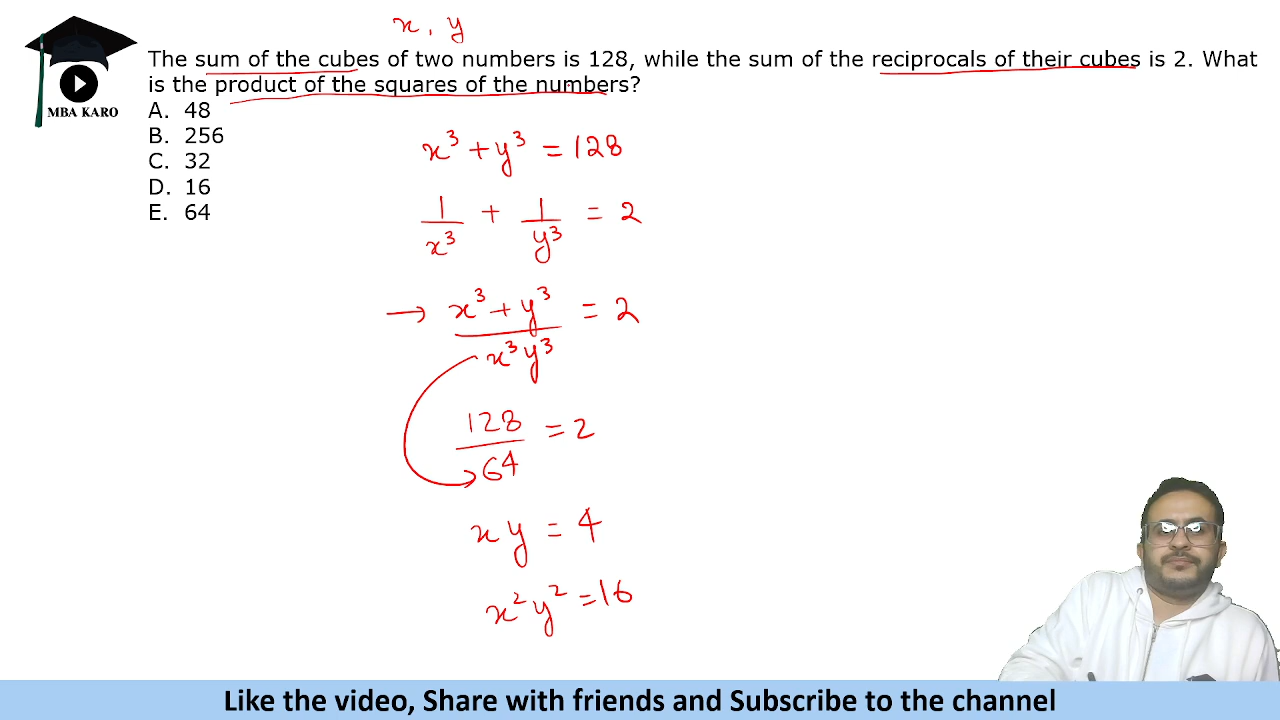 x, y
The sum of the cubes of two numbers is 128, while the sum of the reciprocals of their cubes is 2. What
is the product of the squares of the numbers?
MBA KARO
A. 48
B. 256
C. 32
D. 16
E. 64
x³ + y³ = 128
1/x³ + 1/y³ = 2
→ (x³ + y³)/(x³y³) = 2
128/64 = 2
xy = 4
x²y² = 16
Like the video, Share with friends and Subscribe to the channel